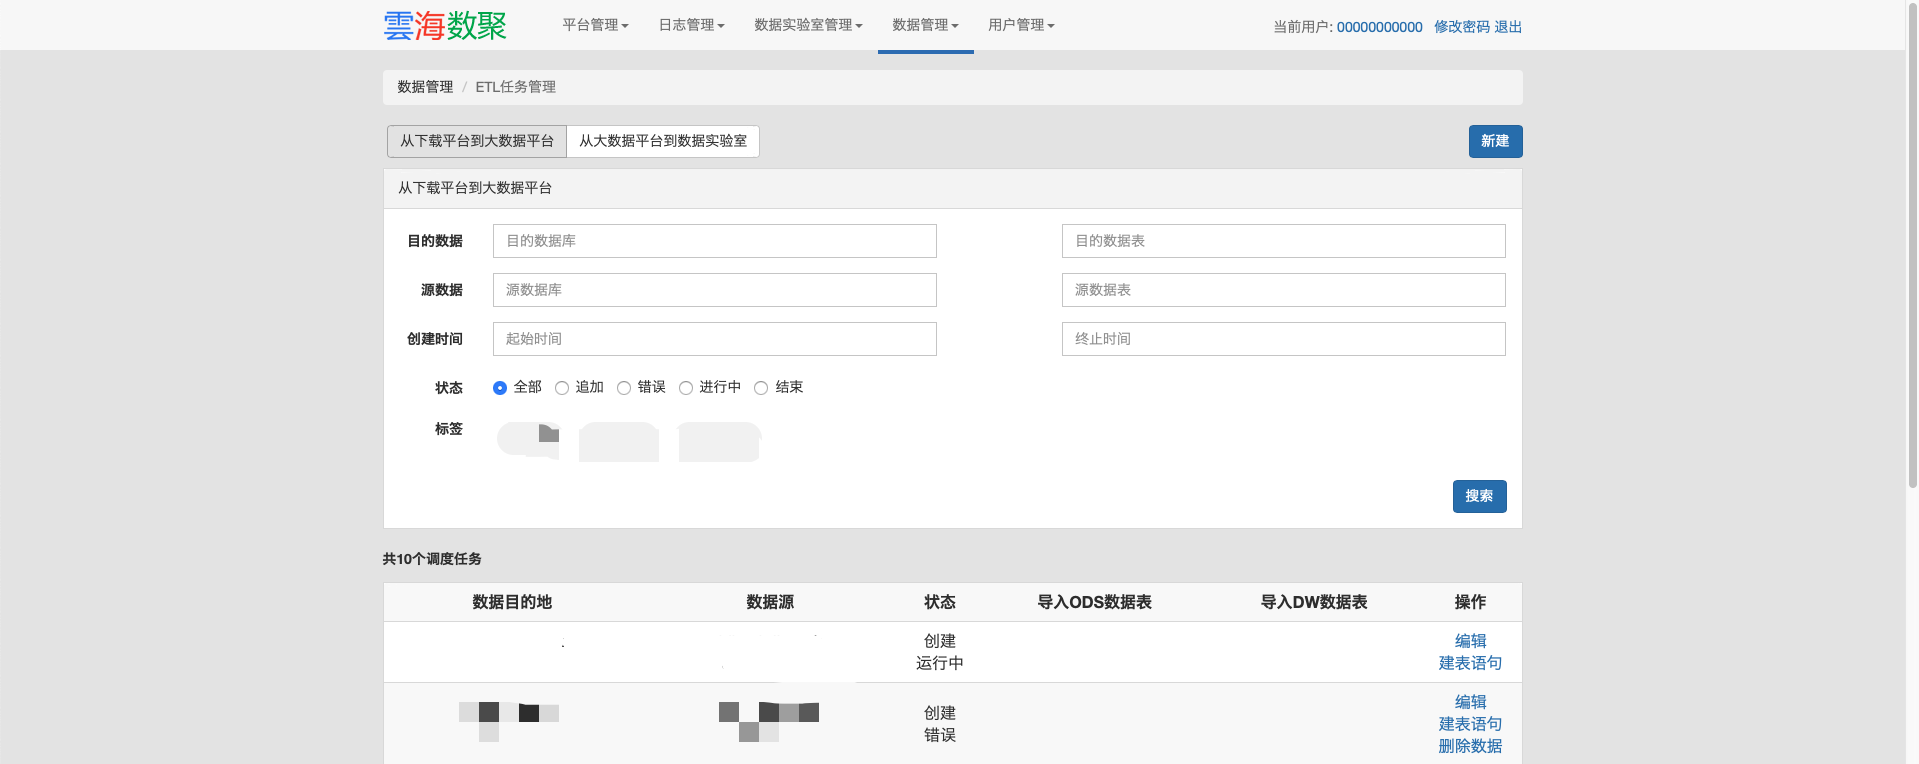 雲海数聚 平台管理 日志管理 数据实验室管理 数据管理 用户管理 当前用户: 00000000000 修改密码 退出
数据管理 / ETL任务管理
从下载平台到大数据平台 从大数据平台到数据实验室 新建
从下载平台到大数据平台
目的数据 目的数据库 目的数据表
源数据 源数据库 源数据表
创建时间 起始时间 终止时间
状态 全部 追加 错误 进行中 结束
标签
搜索
共10个调度任务
数据目的地 数据源 状态 导入ODS数据表 导入DW数据表 操作
创建 编辑
运行中 建表语句
编辑
创建 建表语句
错误 删除数据